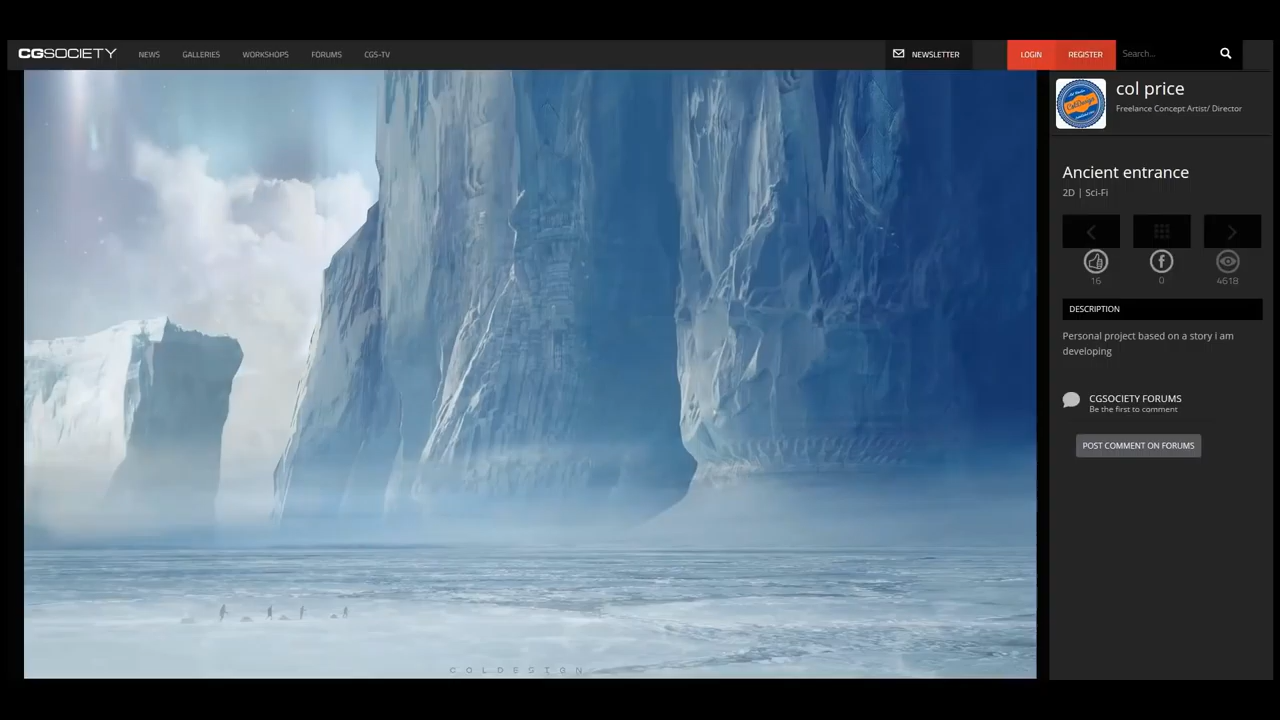 CGSOCIETY NEWS GALLERIES WORKSHOPS FORUMS CGS-TV NEWSLETTER LOGIN REGISTER Search...
col price
Freelance Concept Artist/ Director
Ancient entrance
2D | Sci-Fi
16 0 4618
DESCRIPTION
Personal project based on a story i am
developing
CGSOCIETY FORUMS
Be the first to comment
POST COMMENT ON FORUMS
COLDESIGN